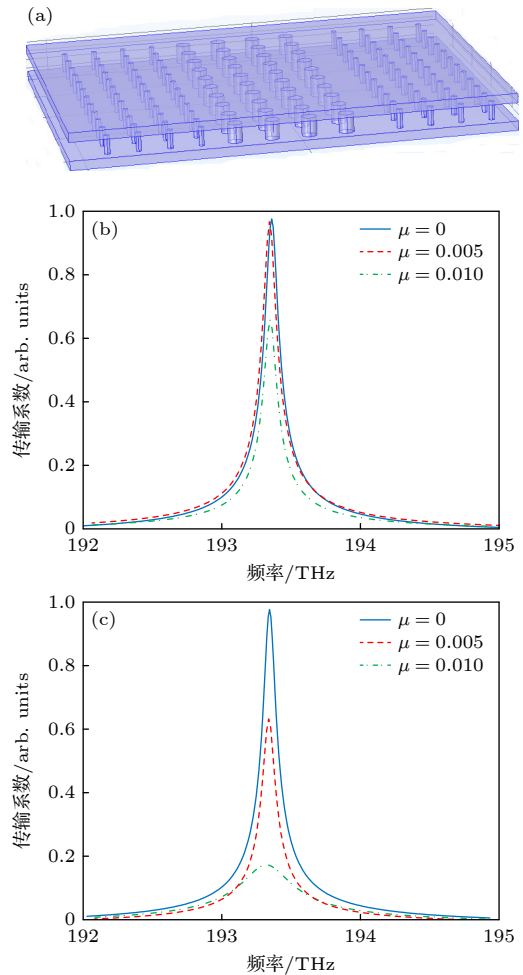 (a)
(b)
μ = 0
μ = 0.005
μ = 0.010
传输系数/arb. units
1.0
0.8
0.6
0.4
0.2
0
192
193
194
195
频率/THz
(c)
μ = 0
μ = 0.005
μ = 0.010
传输系数/arb. units
1.0
0.8
0.6
0.4
0.2
0
192
193
194
195
频率/THz